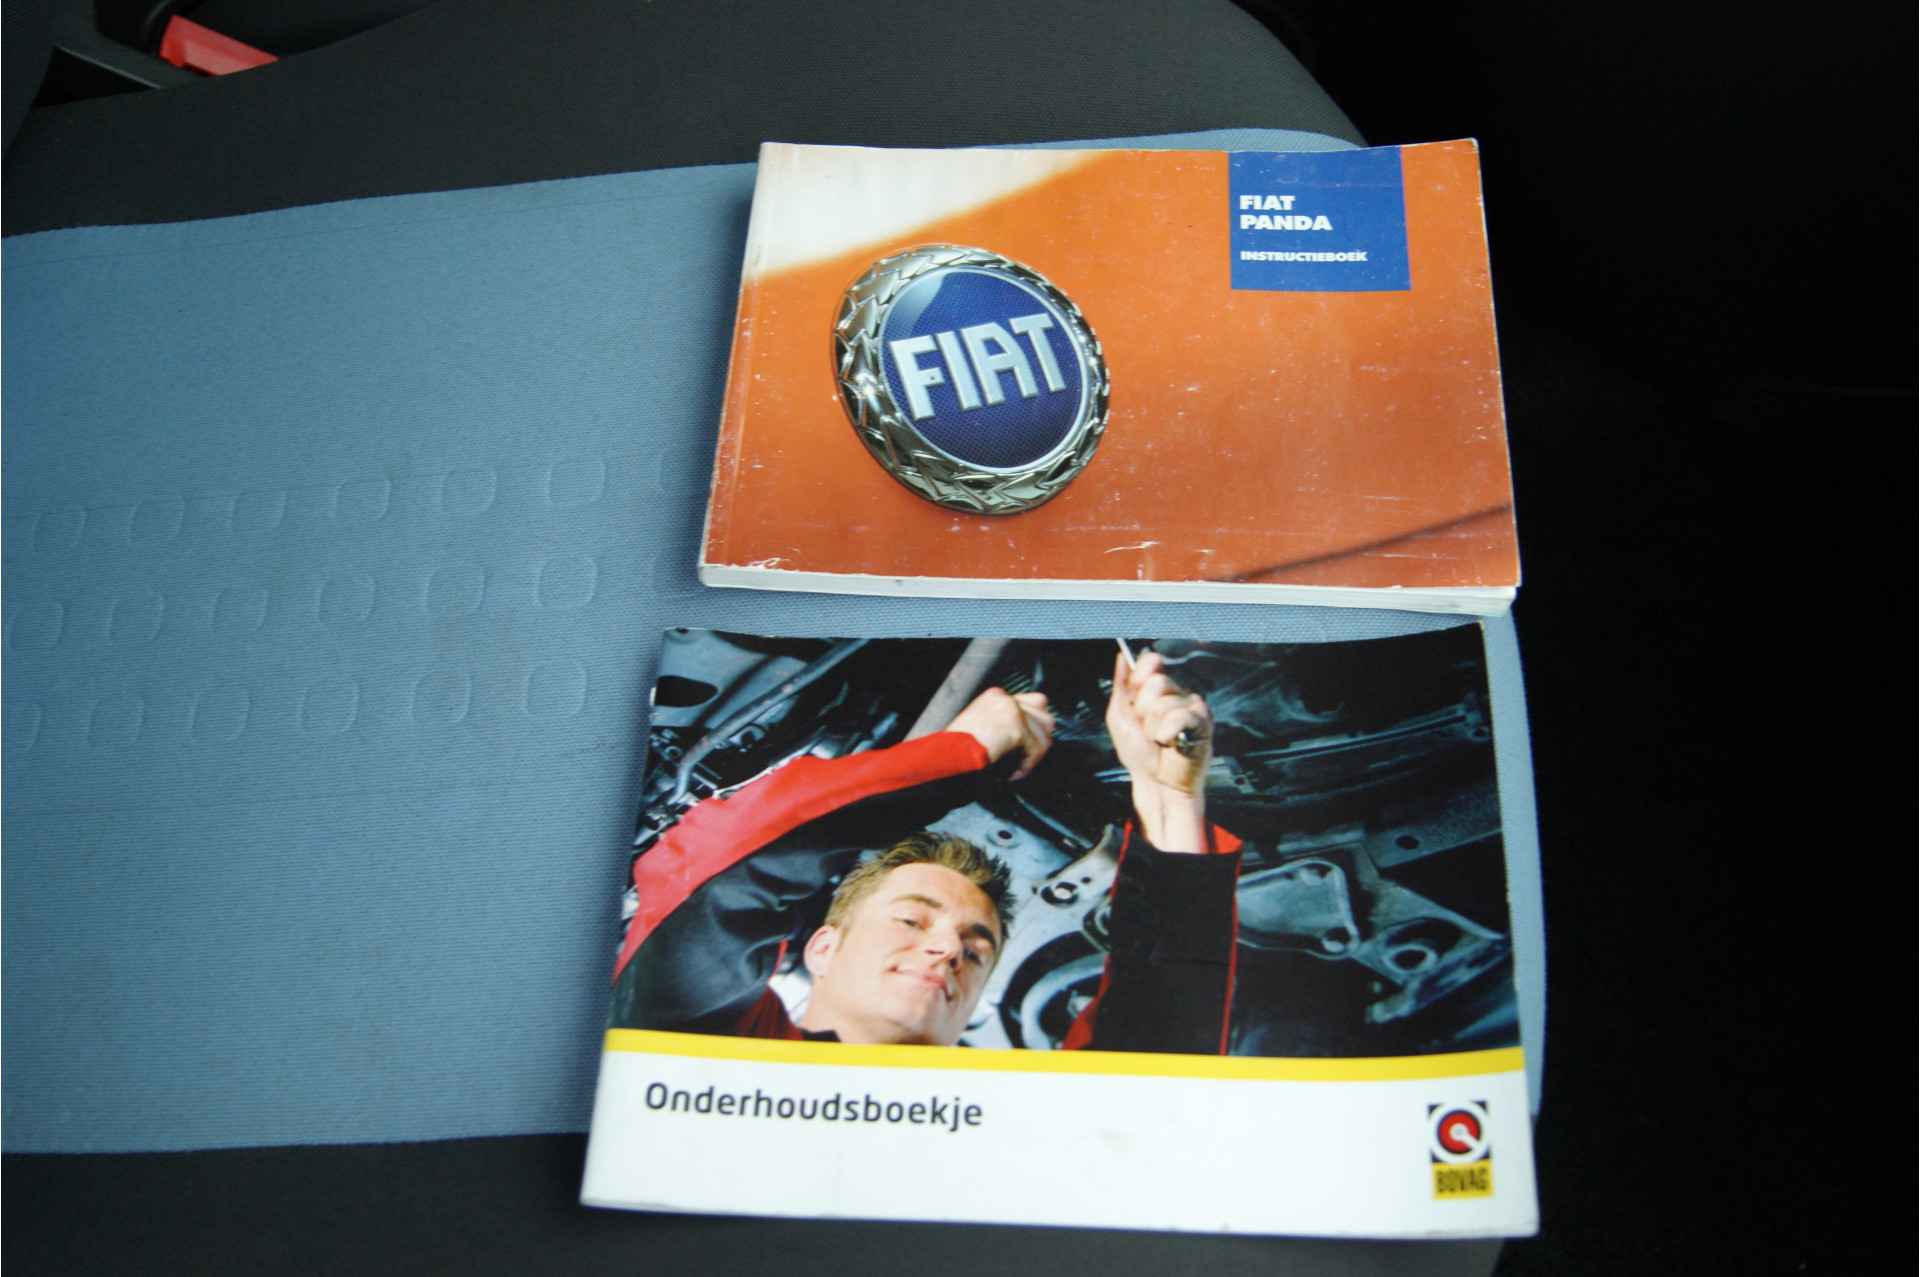 FIAT
PANDA
INSTRUCTIEBOEK
FIAT
Onderhoudsboekje
BOVAG